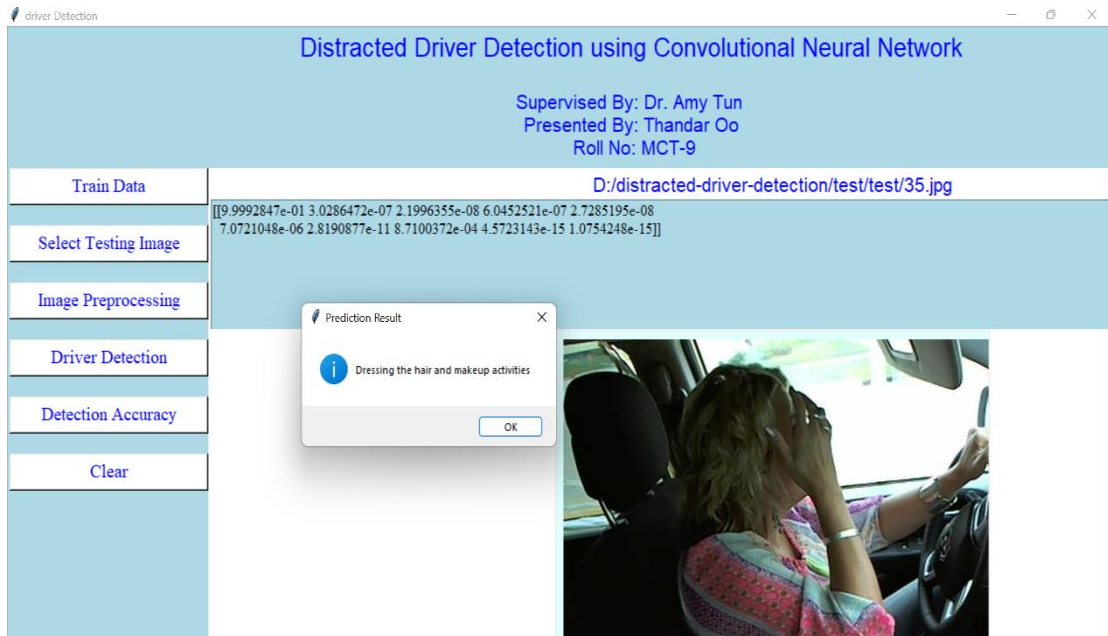 driver Detection
Distracted Driver Detection using Convolutional Neural Network
Supervised By: Dr. Amy Tun
Presented By: Thandar Oo
Roll No: MCT-9
Train Data
D:/distracted-driver-detection/test/test/35.jpg
[[9.9992847e-01 3.0286472e-07 2.1996355e-08 6.0452521e-07 2.7285195e-08
7.0721048e-06 2.8190877e-11 8.7100372e-04 4.5723143e-15 1.0754248e-15]]
Select Testing Image
Image Preprocessing
Prediction Result
Driver Detection
Dressing the hair and makeup activities
Detection Accuracy
OK
Clear